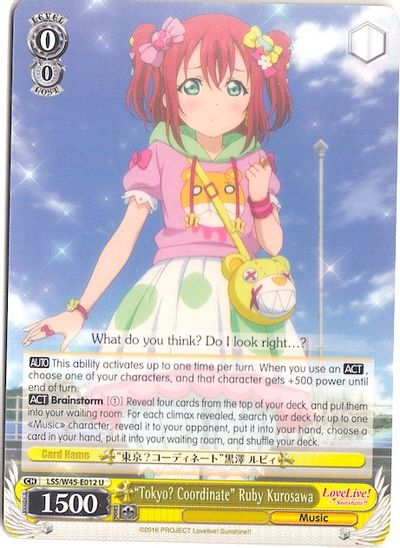 LEVEL
0
0
COST
What do you think? Do I look right...?
AUTO This ability activates up to one time per turn. When you use an ACT,
choose one of your characters, and that character gets +500 power until
end of turn.
ACT Brainstorm [①] Reveal four cards from the top of your deck, and put them
into your waiting room. For each climax revealed, search your deck for up to one
«Music» character, reveal it to your opponent, put it into your hand, choose a
card in your hand, put it into your waiting room, and shuffle your deck.
Card Name
"東京？コーディネート"黒澤 ルビィ
CH LSS/W45-E012 U
1500
"Tokyo? Coordinate" Ruby Kurosawa
LoveLive!
Sunshine!!
Music
©2016 PROJECT Lovelive! Sunshine!!